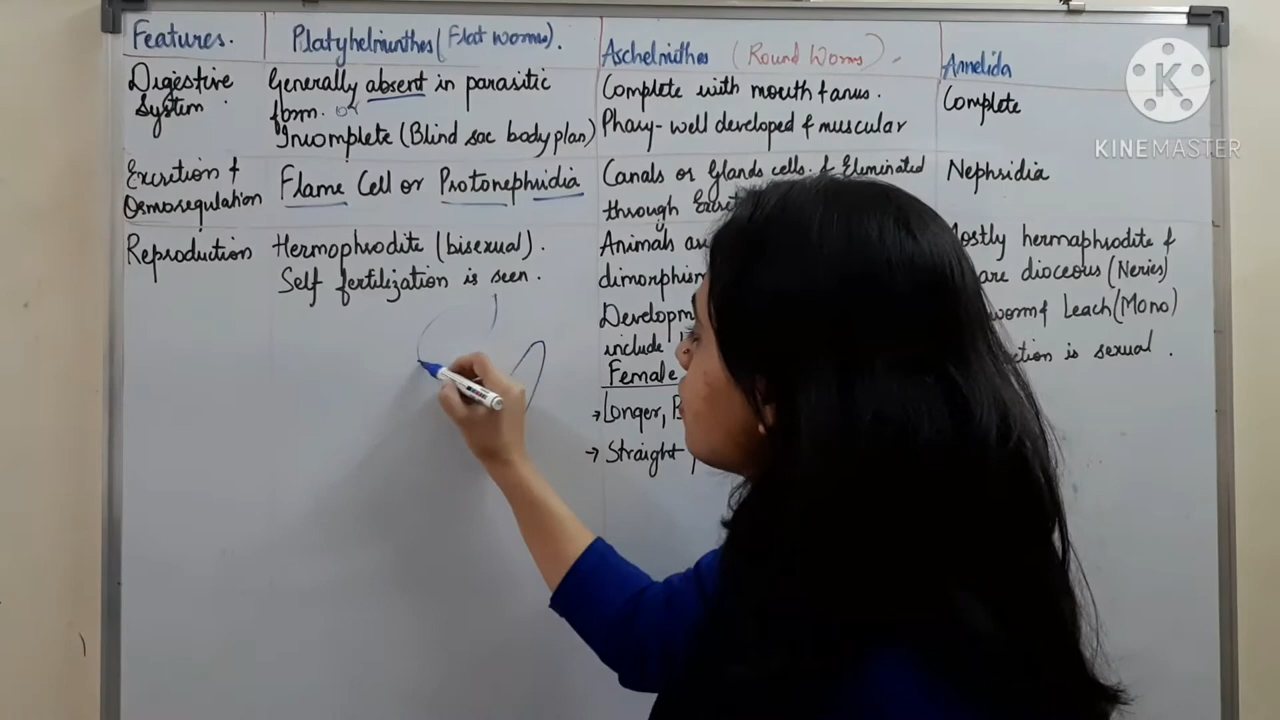 Features. Platyhelminthes (Flat worms). Aschelminthes (Round Worms). Annelida
Digestive System. Generally absent in parasitic form. or
Incomplete (Blind sac body plan)
Complete with mouth & anus.
Phary- well developed & muscular
Complete
Excretion & Osmoregulation
Flame Cell or Protonephridia
Canals or Glands cells. & Eliminated
through
Nephridia
Reproduction
Hermophrodite (bisexual).
Self fertilization is seen.
Animals
dimorphism
include
Female
→ Longer,
→ Straight
hermaphrodite &
are dioceous (Neries)
worm & Leach (Mono)
is sexual.
K
KINEMASTER